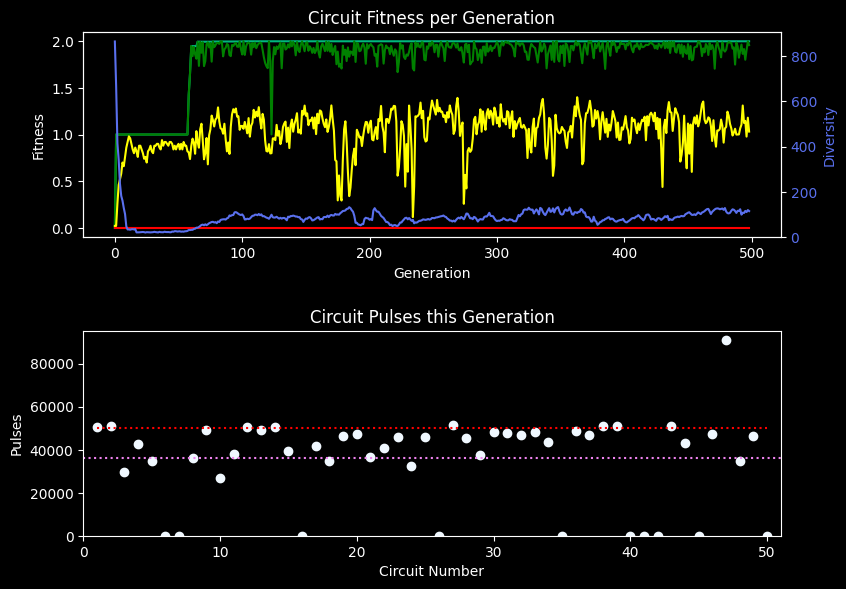 Circuit Fitness per Generation
2.0
1.5
1.0
0.5
0.0
Fitness
800
600
400
200
0
Diversity
0 100 200 300 400 500
Generation
Circuit Pulses this Generation
80000
60000
40000
20000
0
Pulses
0 10 20 30 40 50
Circuit Number